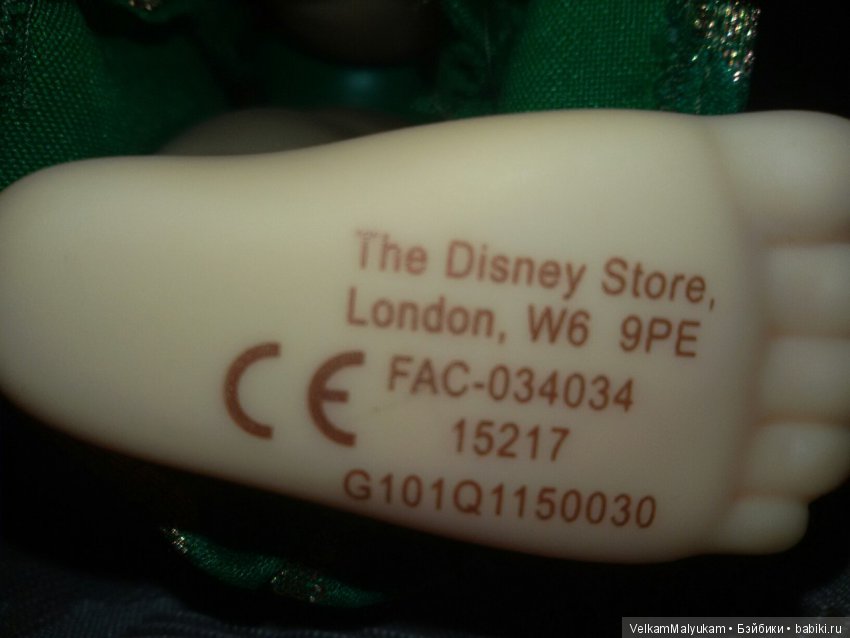 The Disney Store,
London, W6 9PE
CE FAC-034034
15217
G101Q1150030
VelkamMalyukam • Бэйбики • babiki.ru